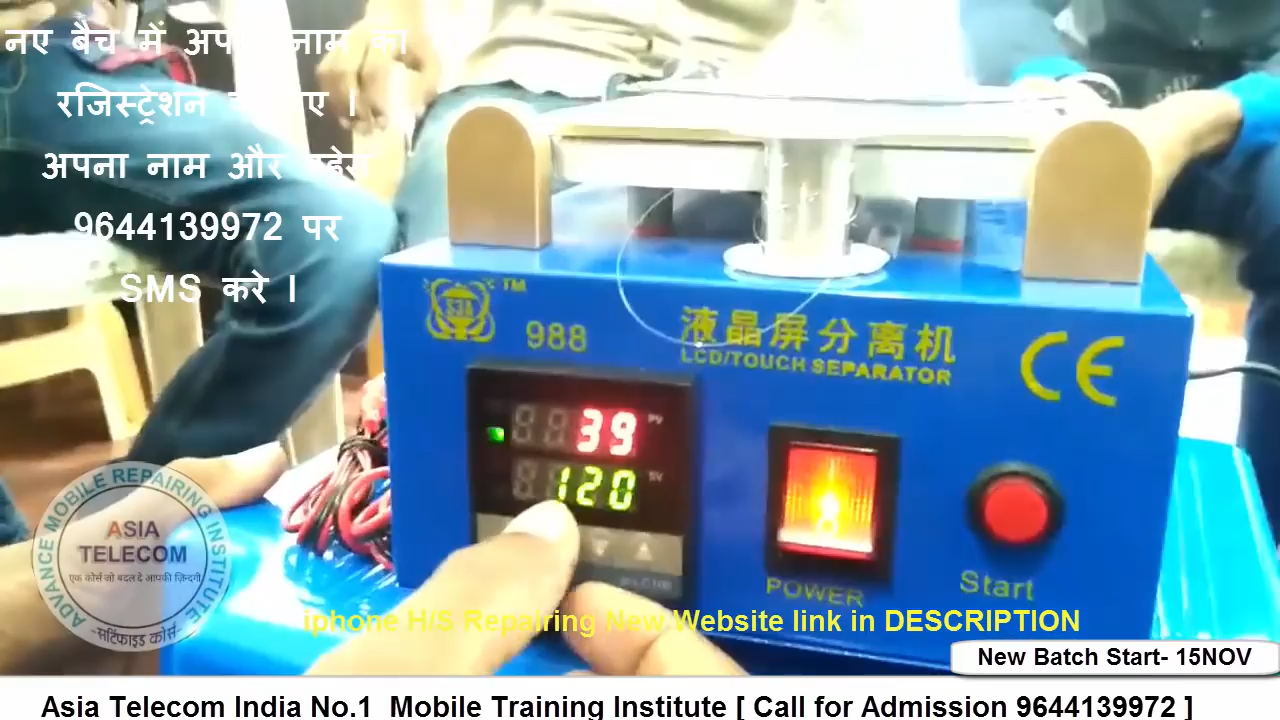 नए बैच में नाम
रजिस्ट्रेशन
अपना नाम और
9644139972 पर
SMS करे ।
TM
988
液晶屏分离机
LCD/TOUCH SEPARATOR
CE
39
PV
120
SV
POWER
Start
ADVANCE MOBILE REPAIRING INSTITUTE
ASIA
TELECOM
एक कोर्स जो बदल दे आपकी ज़िन्दगी
-सर्टिफाइड कोर्स-
iphone H/S Repairing New Website link in DESCRIPTION
New Batch Start- 15NOV
Asia Telecom India No.1 Mobile Training Institute [ Call for Admission 9644139972 ]